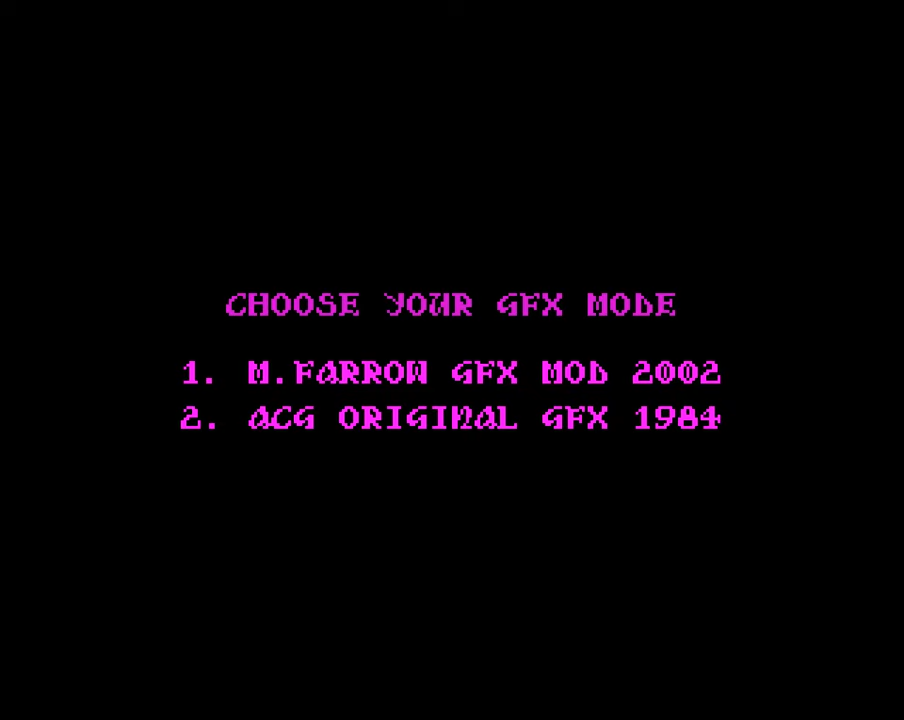 CHOOSE YOUR GFX MODE
1. M.FARROW GFX MOD 2002
2. ACG ORIGINAL GFX 1984